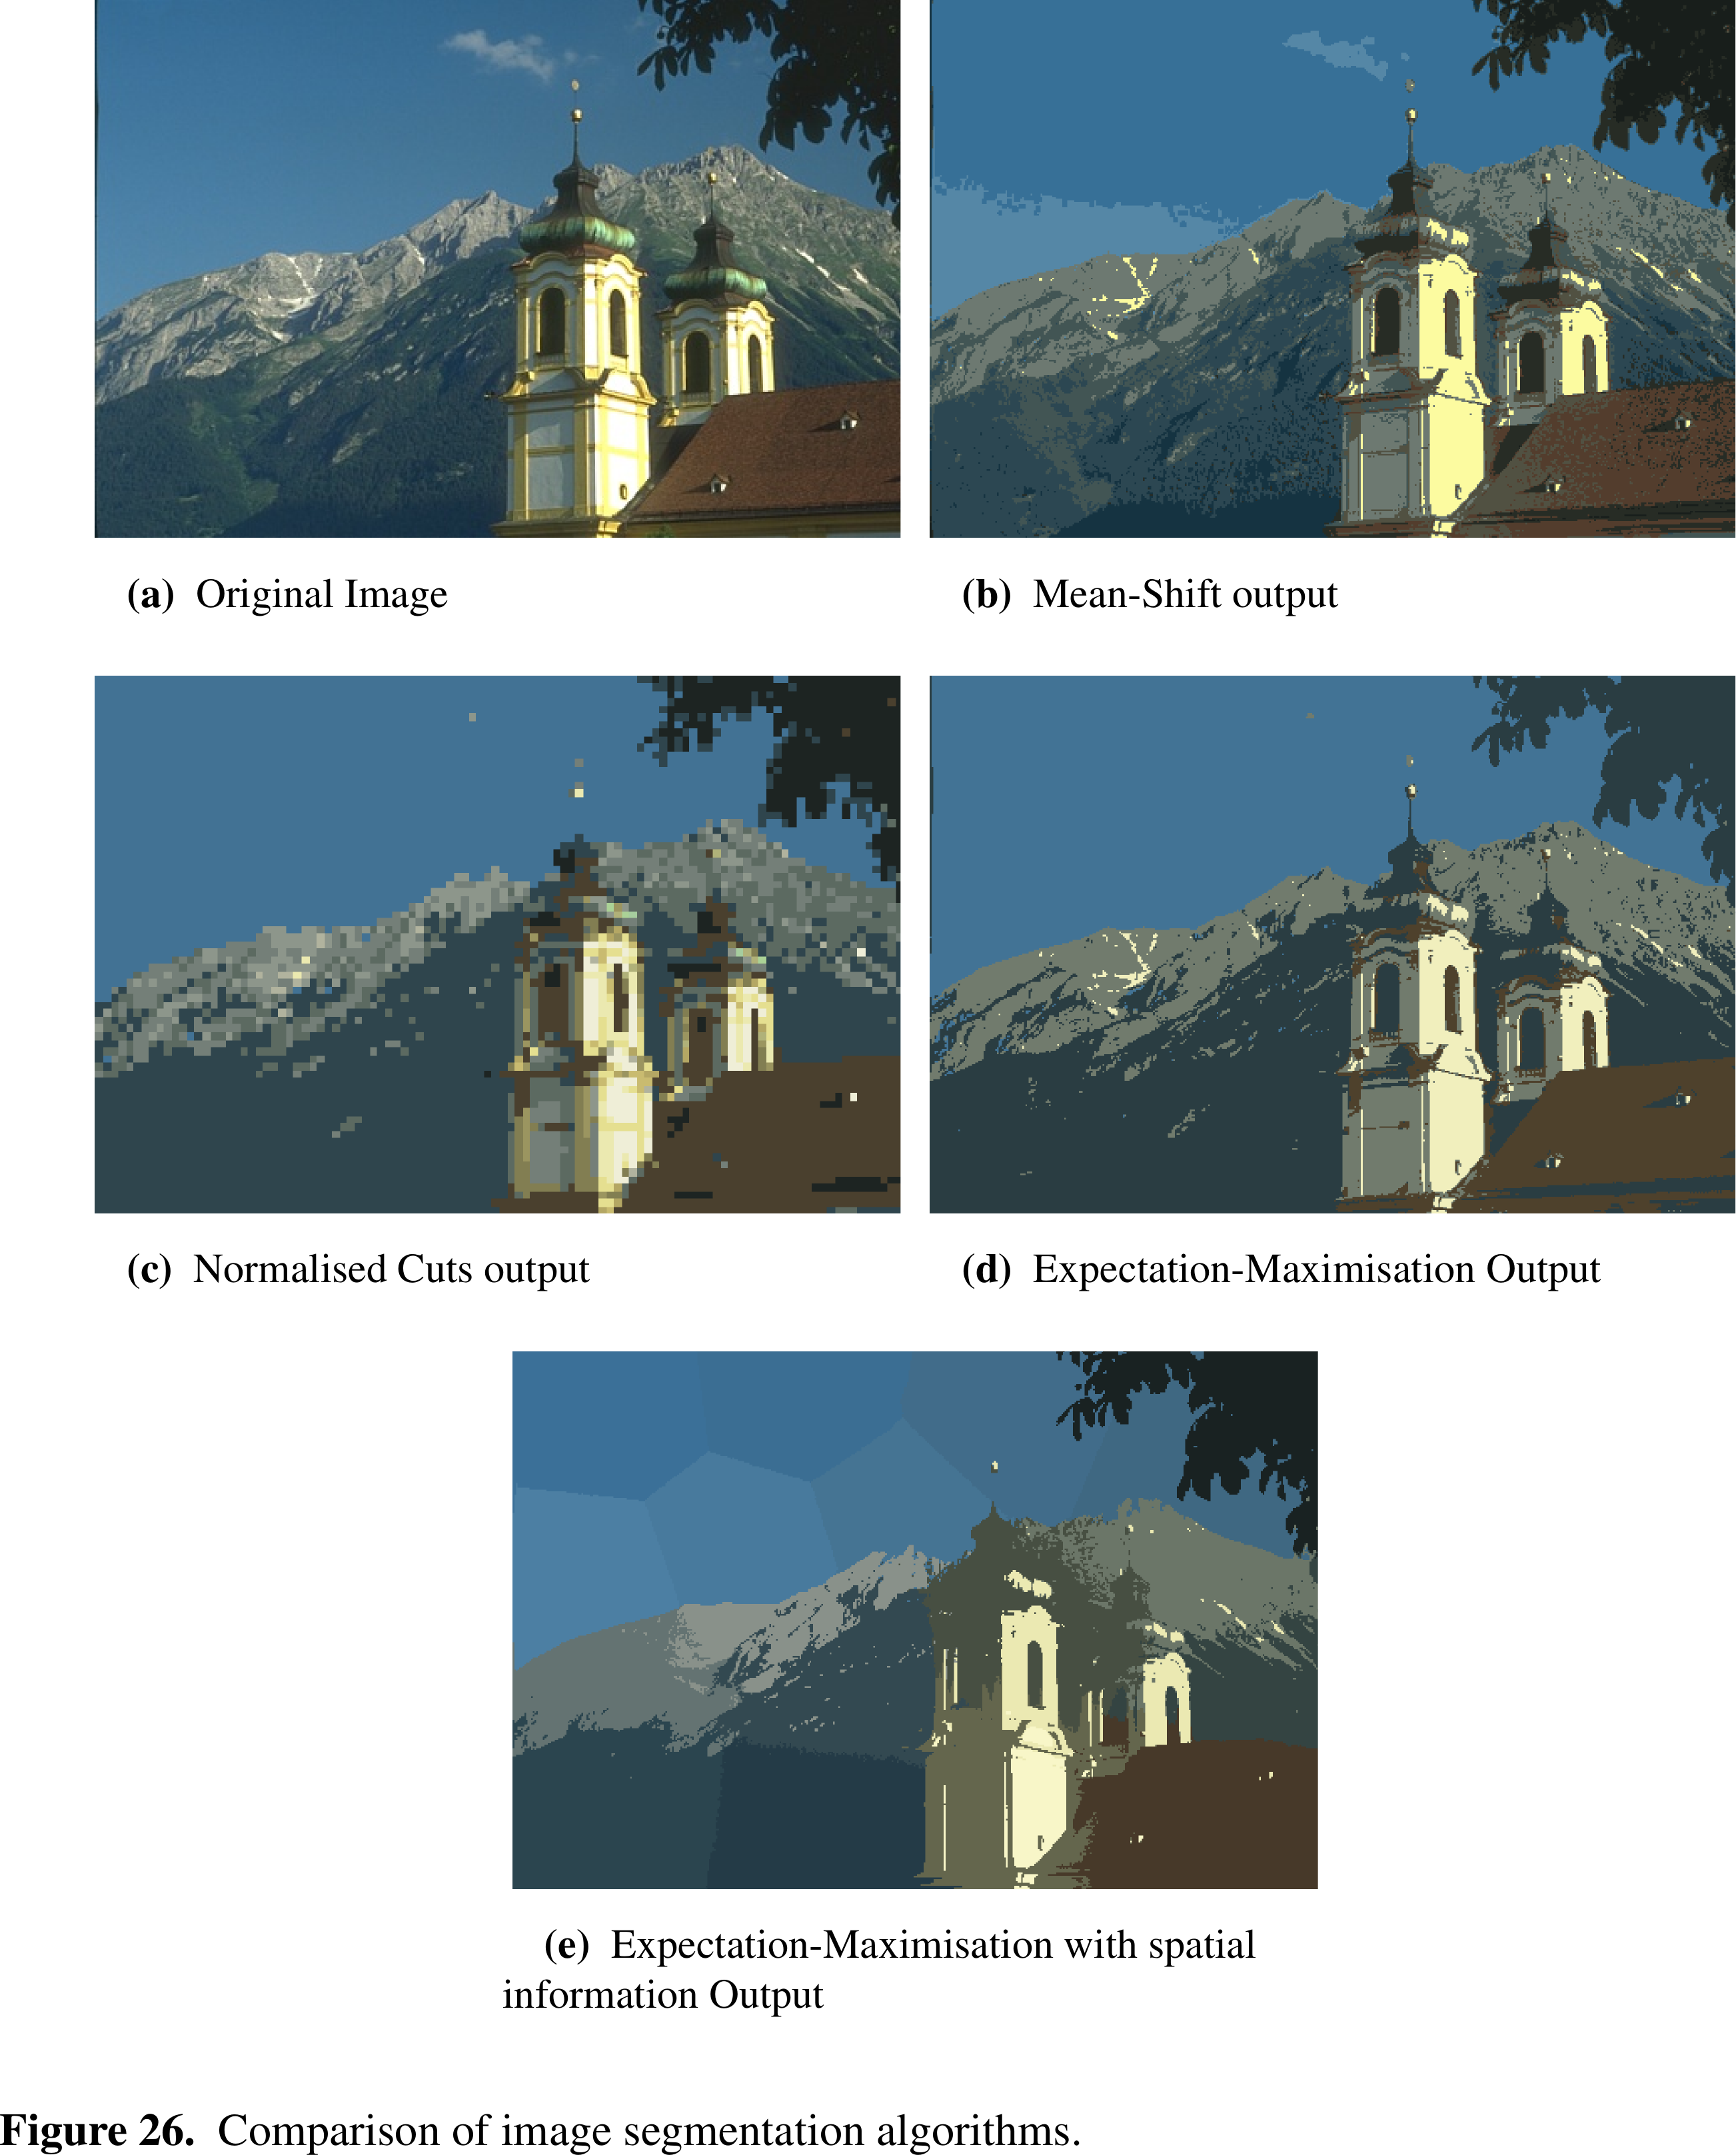 (a) Original Image
(b) Mean-Shift output
(c) Normalised Cuts output
(d) Expectation-Maximisation Output
(e) Expectation-Maximisation with spatial
information Output
Figure 26. Comparison of image segmentation algorithms.